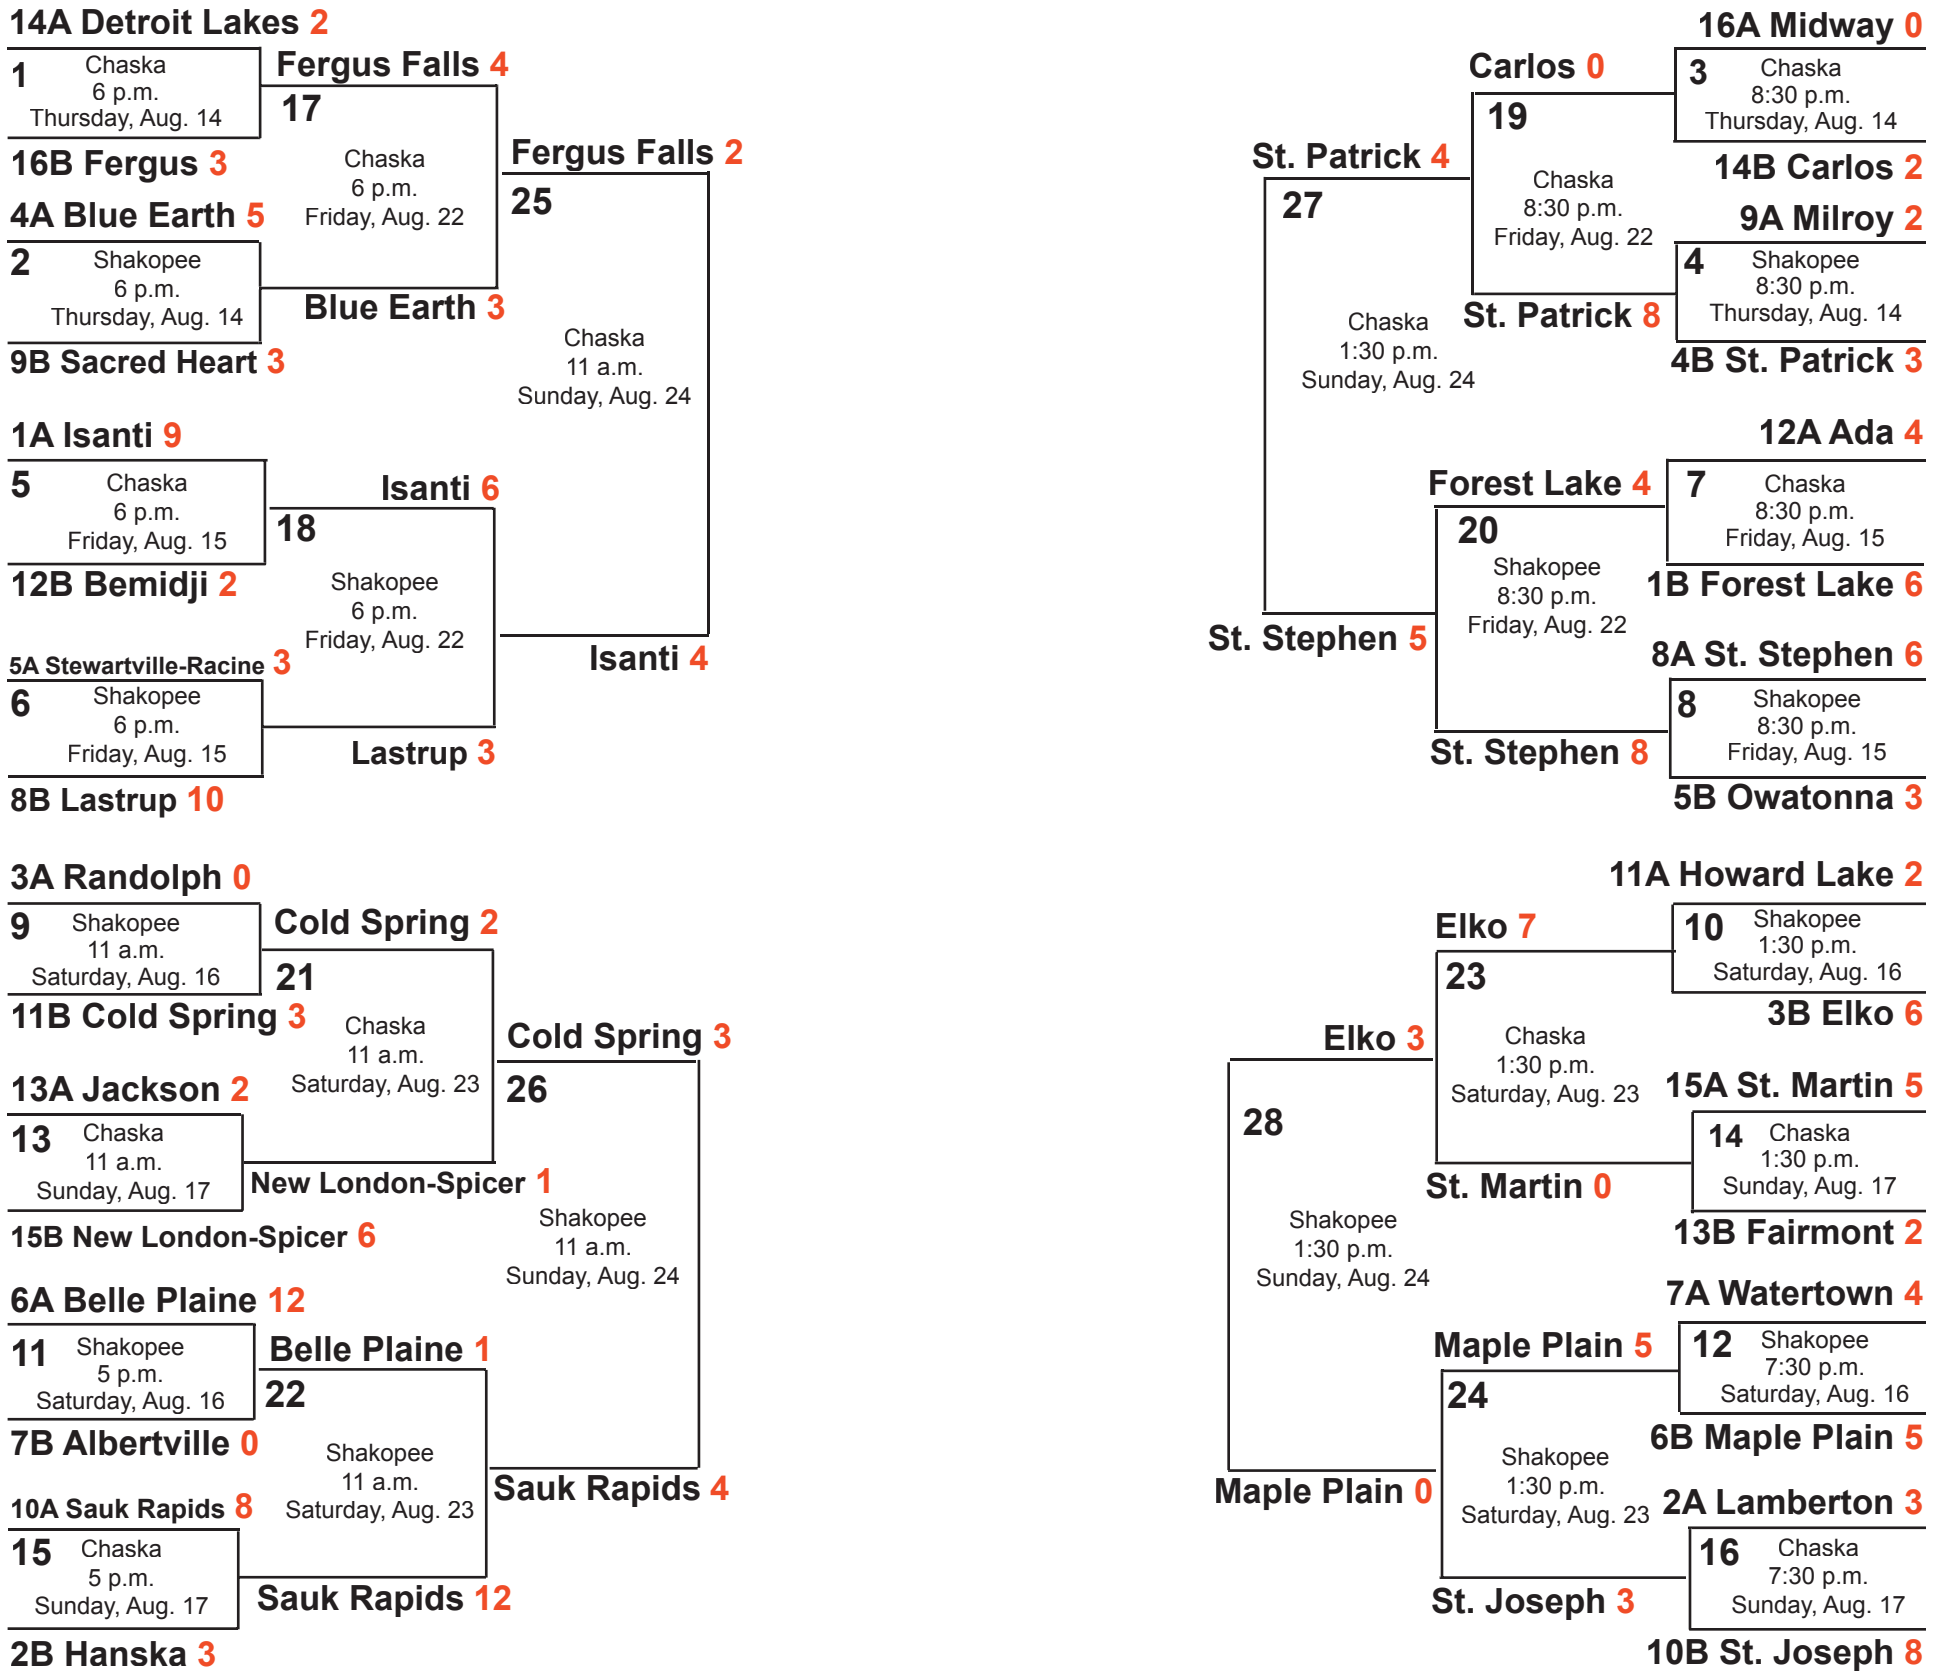 14A Detroit Lakes 2
1
Chaska
6 p.m.
Thursday, Aug. 14
16B Fergus 3
Fergus Falls 4
17
Chaska
6 p.m.
Friday, Aug. 22
4A Blue Earth 5
2
Shakopee
6 p.m.
Thursday, Aug. 14
9B Sacred Heart 3
Blue Earth 3
Fergus Falls 2
25
Chaska
11 a.m.
Sunday, Aug. 24
1A Isanti 9
5
Chaska
6 p.m.
Friday, Aug. 15
12B Bemidji 2
Isanti 6
18
Shakopee
6 p.m.
Friday, Aug. 22
5A Stewartville-Racine 3
6
Shakopee
6 p.m.
Friday, Aug. 15
8B Lastrup 10
Lastrup 3
Isanti 4
3A Randolph 0
9
Shakopee
11 a.m.
Saturday, Aug. 16
11B Cold Spring 3
Cold Spring 2
21
Chaska
11 a.m.
Saturday, Aug. 23
13A Jackson 2
13
Chaska
11 a.m.
Sunday, Aug. 17
15B New London-Spicer 6
New London-Spicer 1
Cold Spring 3
26
Shakopee
11 a.m.
Sunday, Aug. 24
6A Belle Plaine 12
11
Shakopee
5 p.m.
Saturday, Aug. 16
7B Albertville 0
Belle Plaine 1
22
Shakopee
11 a.m.
Saturday, Aug. 23
10A Sauk Rapids 8
15
Chaska
5 p.m.
Sunday, Aug. 17
2B Hanska 3
Sauk Rapids 12
Sauk Rapids 4
16A Midway 0
3
Chaska
8:30 p.m.
Thursday, Aug. 14
14B Carlos 2
Carlos 0
19
Chaska
8:30 p.m.
Friday, Aug. 22
9A Milroy 2
4
Shakopee
8:30 p.m.
Thursday, Aug. 14
4B St. Patrick 3
St. Patrick 8
St. Patrick 4
27
Chaska
1:30 p.m.
Sunday, Aug. 24
12A Ada 4
7
Chaska
8:30 p.m.
Friday, Aug. 15
1B Forest Lake 6
Forest Lake 4
20
Shakopee
8:30 p.m.
Friday, Aug. 22
8A St. Stephen 6
8
Shakopee
8:30 p.m.
Friday, Aug. 15
5B Owatonna 3
St. Stephen 8
St. Stephen 5
11A Howard Lake 2
10
Shakopee
1:30 p.m.
Saturday, Aug. 16
3B Elko 6
Elko 7
23
Chaska
1:30 p.m.
Saturday, Aug. 23
15A St. Martin 5
14
Chaska
1:30 p.m.
Sunday, Aug. 17
13B Fairmont 2
St. Martin 0
Elko 3
28
Shakopee
1:30 p.m.
Sunday, Aug. 24
7A Watertown 4
12
Shakopee
7:30 p.m.
Saturday, Aug. 16
6B Maple Plain 5
Maple Plain 5
24
Shakopee
1:30 p.m.
Saturday, Aug. 23
2A Lamberton 3
16
Chaska
7:30 p.m.
Sunday, Aug. 17
10B St. Joseph 8
St. Joseph 3
Maple Plain 0